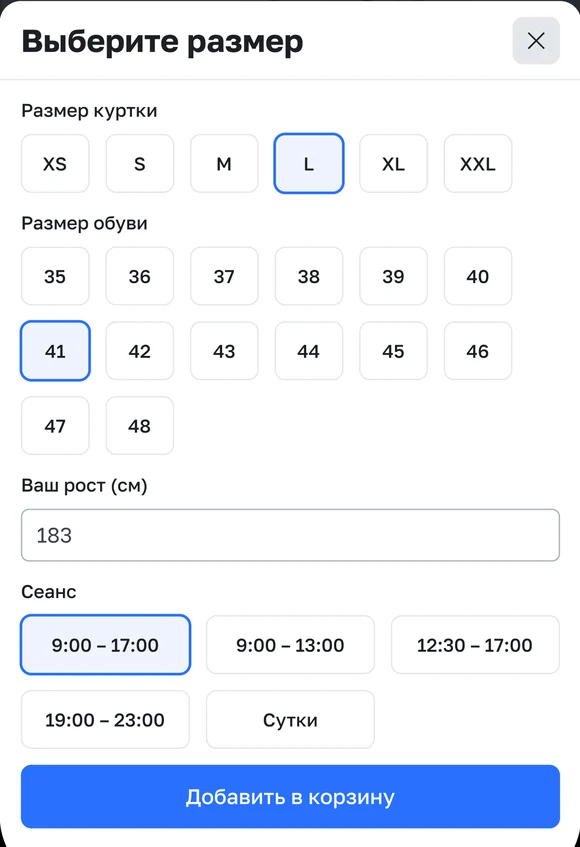 Выберите размер
Размер куртки
XS S M L XL XXL
Размер обуви
35 36 37 38 39 40
41 42 43 44 45 46
47 48
Ваш рост (см)
183
Сеанс
9:00 – 17:00 9:00 – 13:00 12:30 – 17:00
19:00 – 23:00 Сутки
Добавить в корзину